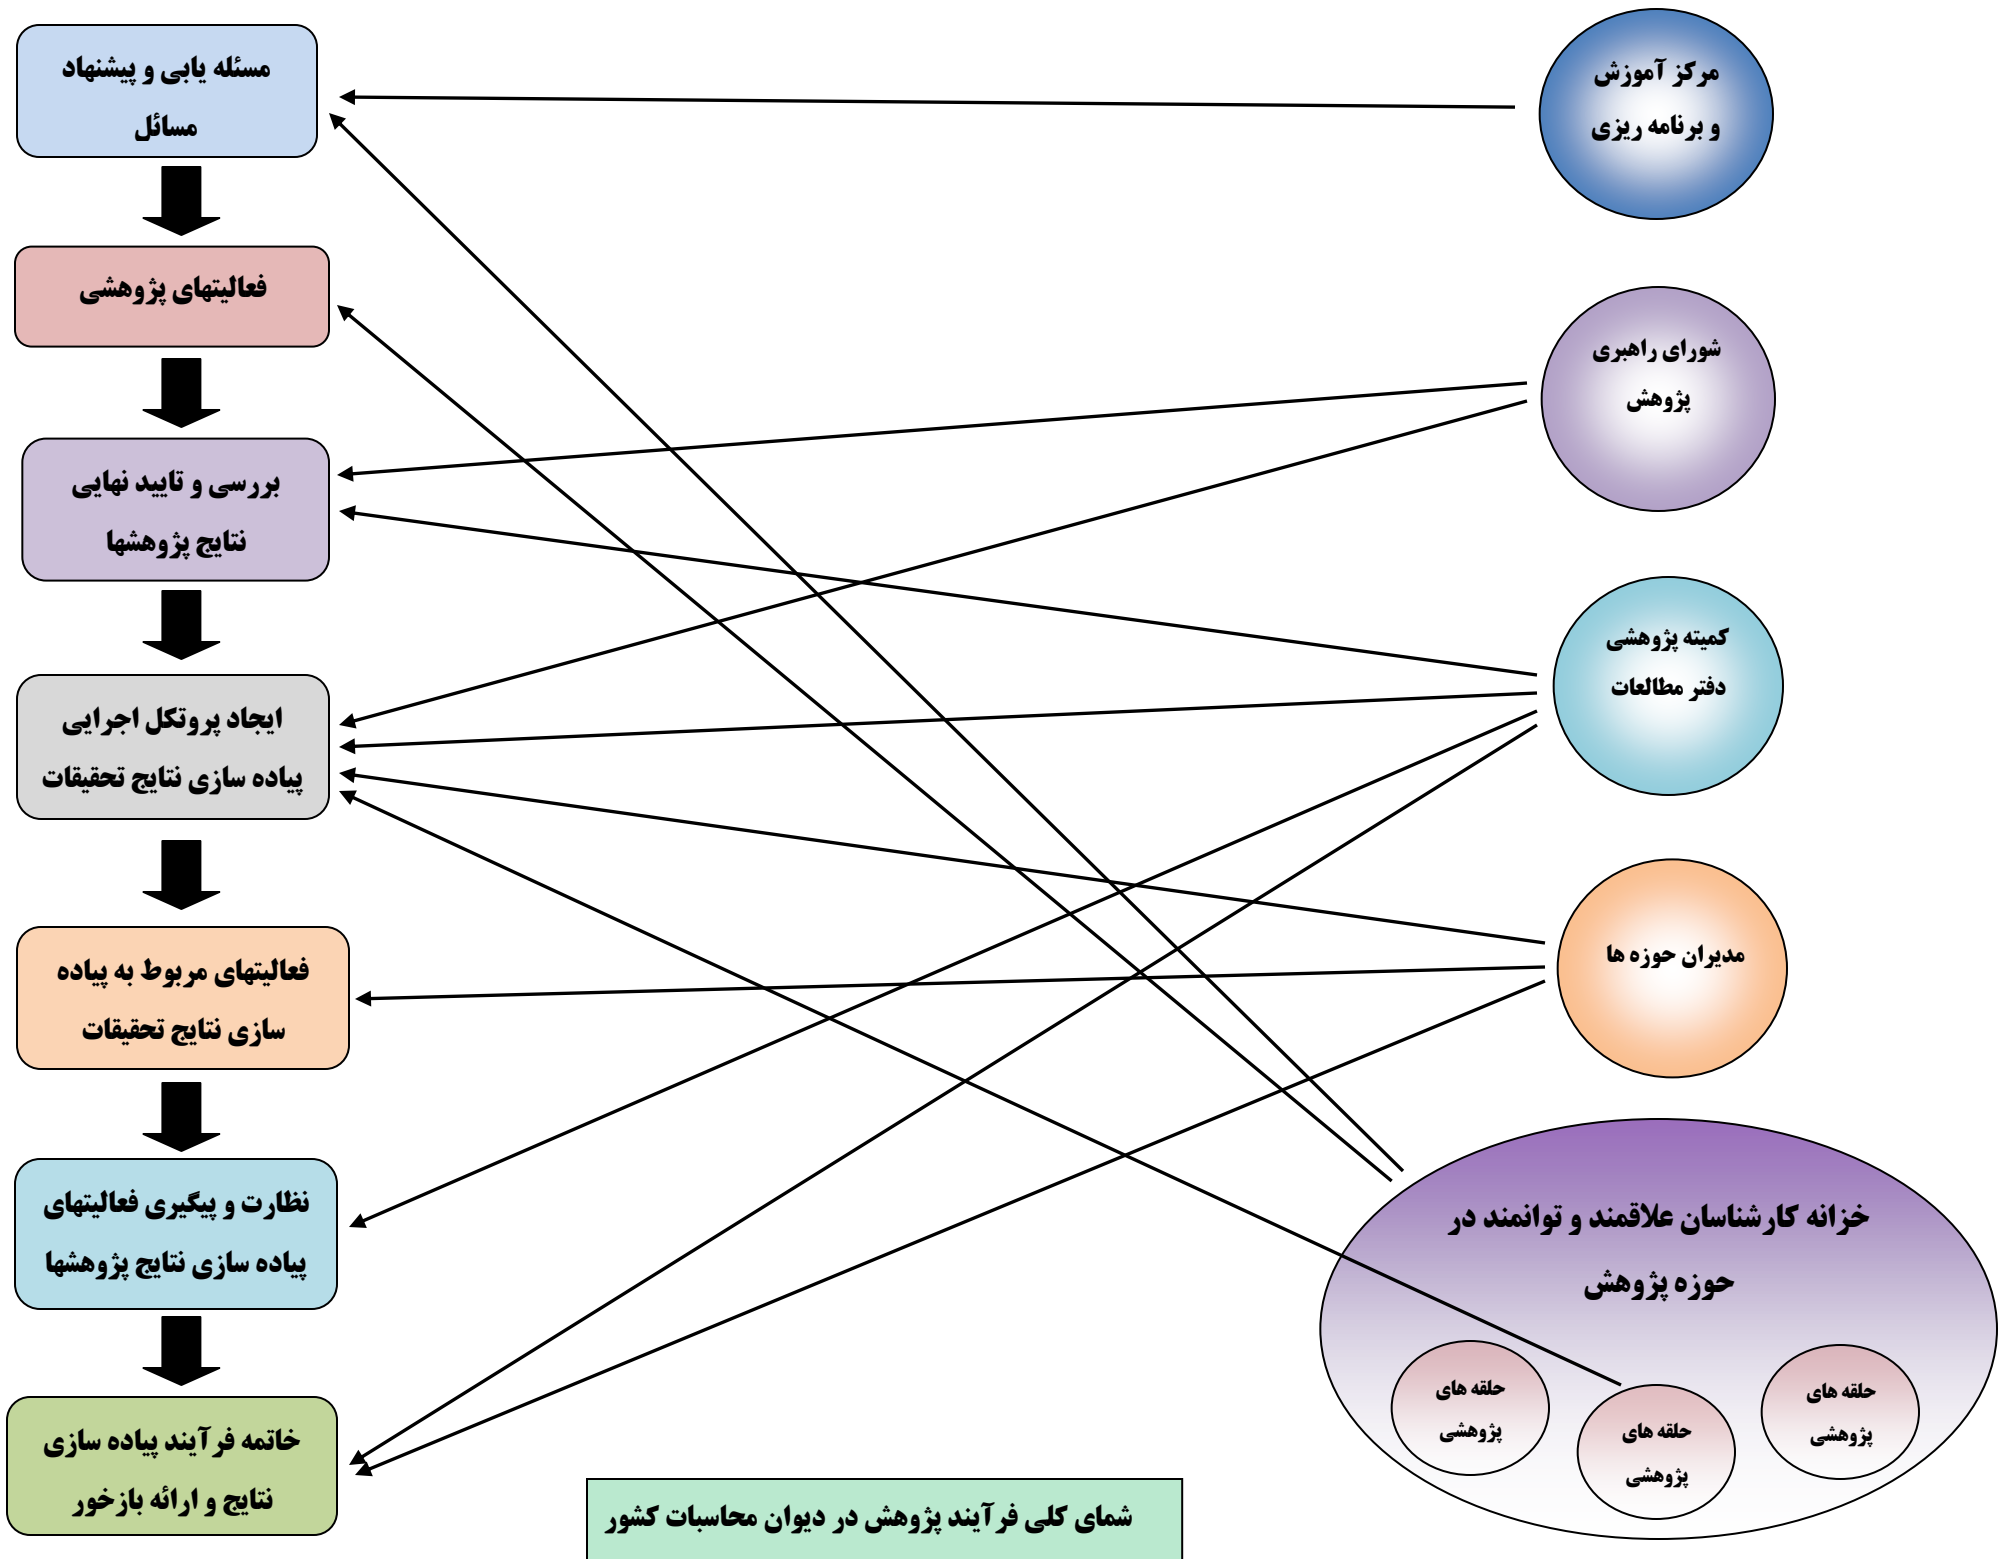 مسئله یابی و پیشنهاد
مسائل
فعالیتهای پژوهشی
بررسی و تایید نهایی
نتایج پژوهشها
ایجاد پروتکل اجرایی
پیاده سازی نتایج تحقیقات
فعالیتهای مربوط به پیاده
سازی نتایج تحقیقات
نظارت و پیگیری فعالیتهای
پیاده سازی نتایج پژوهشها
خاتمه فرآیند پیاده سازی
نتایج و ارائه بازخور
مرکز آموزش
و برنامه ریزی
شورای راهبری
پژوهش
کمیته پژوهشی
دفتر مطالعات
مدیران حوزه ها
خزانه کارشناسان علاقمند و توانمند در
حوزه پژوهش
حلقه های
پژوهشی
حلقه های
پژوهشی
حلقه های
پژوهشی
شمای کلی فرآیند پژوهش در دیوان محاسبات کشور